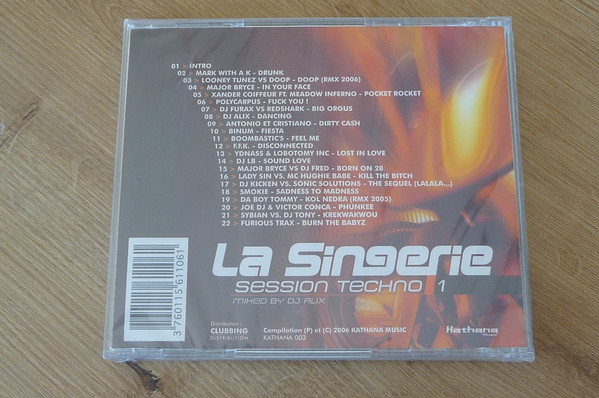 01 > INTRO
02 > MARK WITH A K - DRUNK
03 > LOONEY TUNEZ VS DOOP - DOOP (RMX 2006)
04 > MAJOR BRYCE - IN YOUR FACE
05 > XANDER COIFFEUR FT. MEADOW INFERNO - POCKET ROCKET
06 > POLYCARPUS - FUCK YOU !
07 > DJ FURAX VS REDSHARK - BIG ORGUS
08 > DJ ALIX - DANCING
09 > ANTONIO ET CRISTIANO - DIRTY CASH
10 > BINUM - FIESTA
11 > BOOMBASTIC'S - FEEL ME
12 > F.F.K. - DISCONNECTED
13 > YDNASS & LOBOTOMY INC - LOST IN LOVE
14 > DJ LB - SOUND LOVE
15 > MAJOR BRYCE VS DJ FRED - BORN ON 28
16 > LADY SIN VS. MC HUGHIE BABE - KILL THE BITCH
17 > DJ KICKEN VS. SONIC SOLUTIONS - THE SEQUEL (LALALA...)
18 > SMOKIE - SADNESS TO MADNESS
19 > DA BOY TOMMY - KOL NEDRA (RMX 2005)
20 > JOE DJ & VICTOR CONCA - PHUNKEE
21 > SYBIAN VS. DJ TONY - KREKWAKWOU
22 > FURIOUS TRAX - BURN THE BABYZ
La Singerie
SESSION TECHNO 1
MIXED BY DJ RUX
3 760115 611061
Distribution :
CLUBBING
DISTRIBUTION
Compilation (P) et (C) 2006 KATHANA MUSIC
KATHANA 003
Kathana
Music